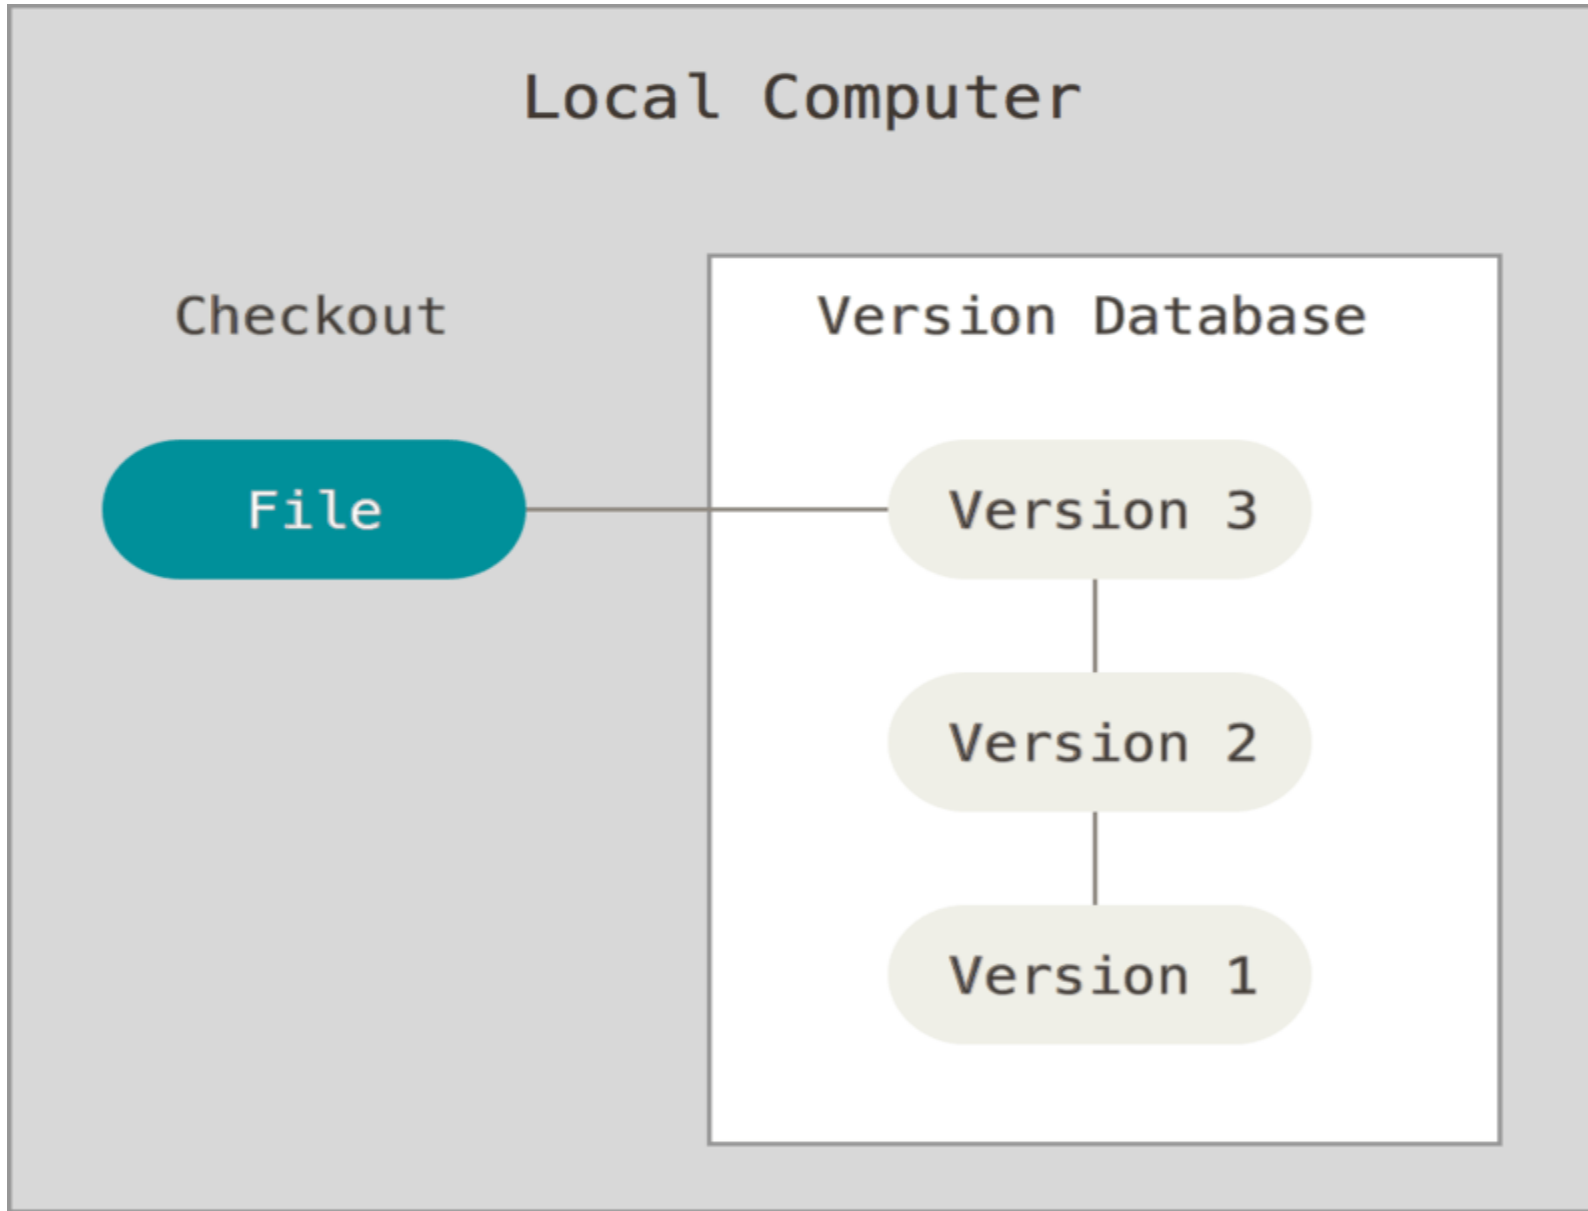 Local Computer
Checkout
Version Database
File
Version 3
Version 2
Version 1